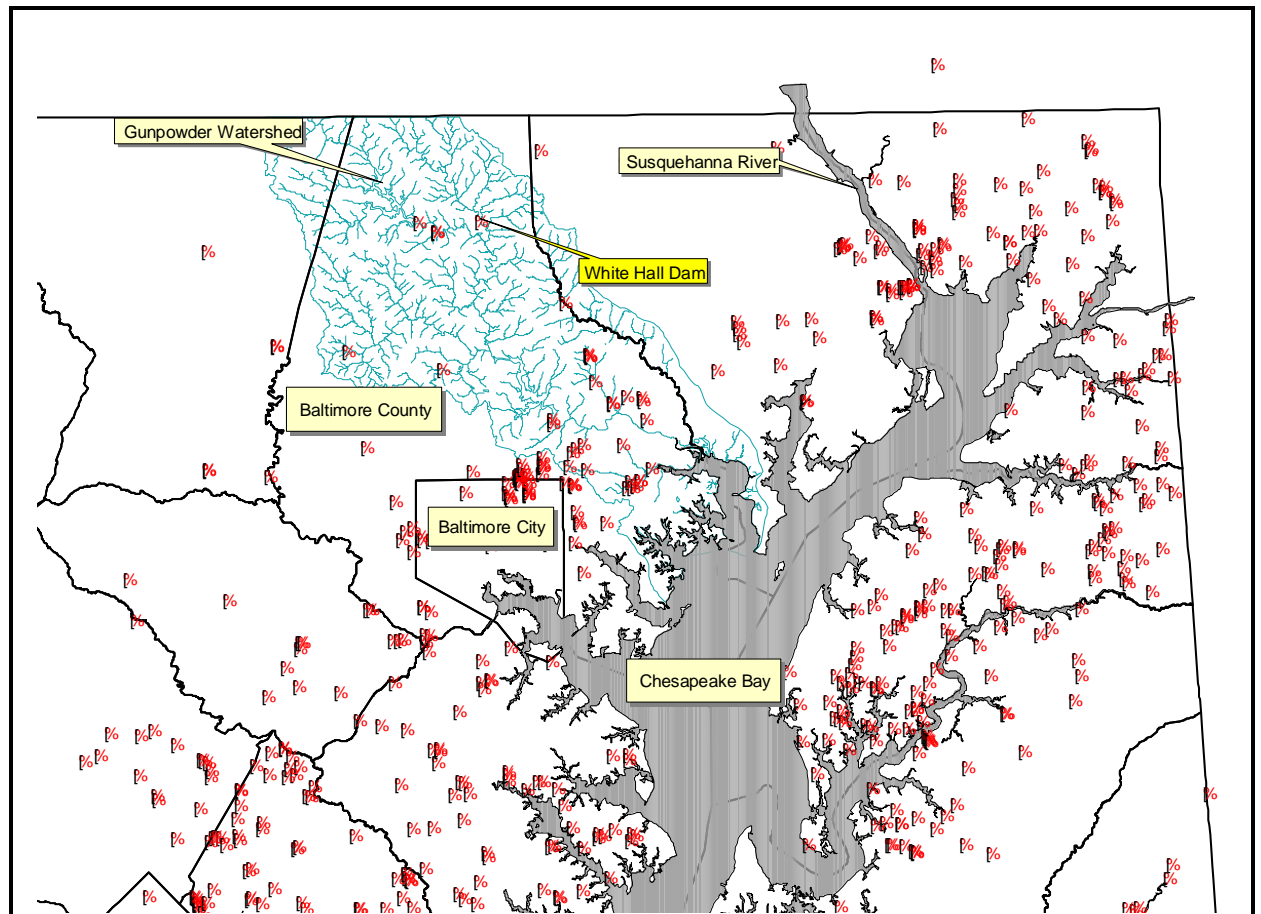 Gunpowder Watershed
Susquehanna River
White Hall Dam
Baltimore County
Baltimore City
Chesapeake Bay